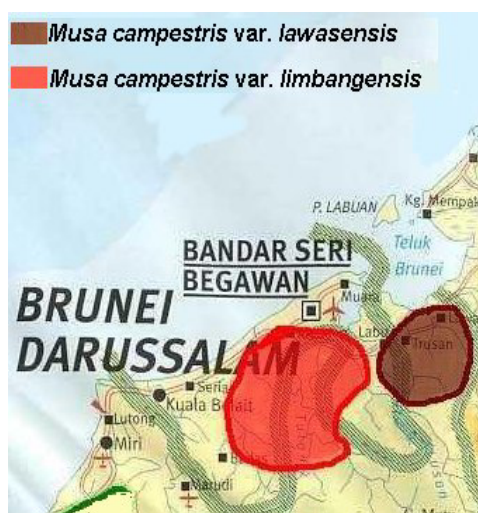 Musa campestris var. lawasensis
Musa campestris var. limbangensis
P. LABUAN
Kg. Mempak
Teluk
Brunei
BANDAR SERI
BEGAWAN
Muara
BRUNEI
DARUSSALAM
Labu
Trusan
Seria
Kuala Belait
Lutong
Miri
Marudi